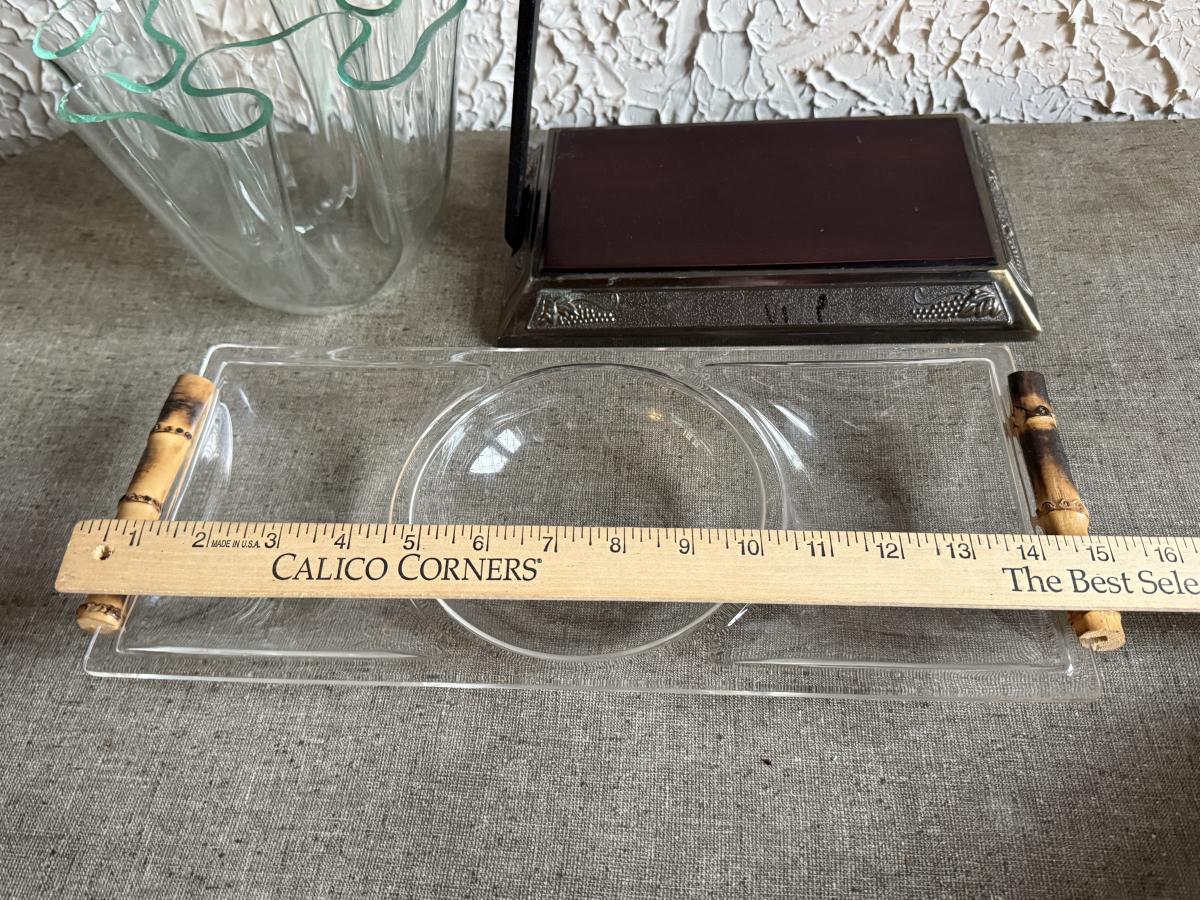 1 2 MADE IN U.S.A. 3 4 5 6 7 8 9 10 11 12 13 14 15 16
CALICO CORNERS® The Best Sele